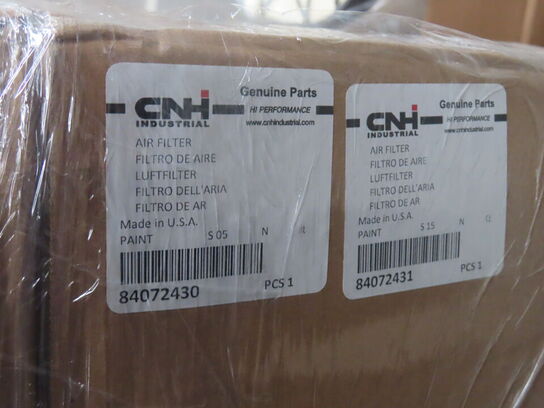 CNH
INDUSTRIAL
Genuine Parts
HI PERFORMANCE
www.cnhindustrial.com
AIR FILTER
FILTRO DE AIRE
LUFTFILTER
FILTRO DELL'ARIA
FILTRO DE AR
Made in U.S.A.
PAINT S 05 N
84072430 PCS 1
CNH
INDUSTRIAL
Genuine Parts
HI PERFORMANCE
www.cnhindustrial.com
AIR FILTER
FILTRO DE AIRE
LUFTFILTER
FILTRO DELL'ARIA
FILTRO DE AR
Made in U.S.A.
PAINT S 15 N
84072431 PCS 1